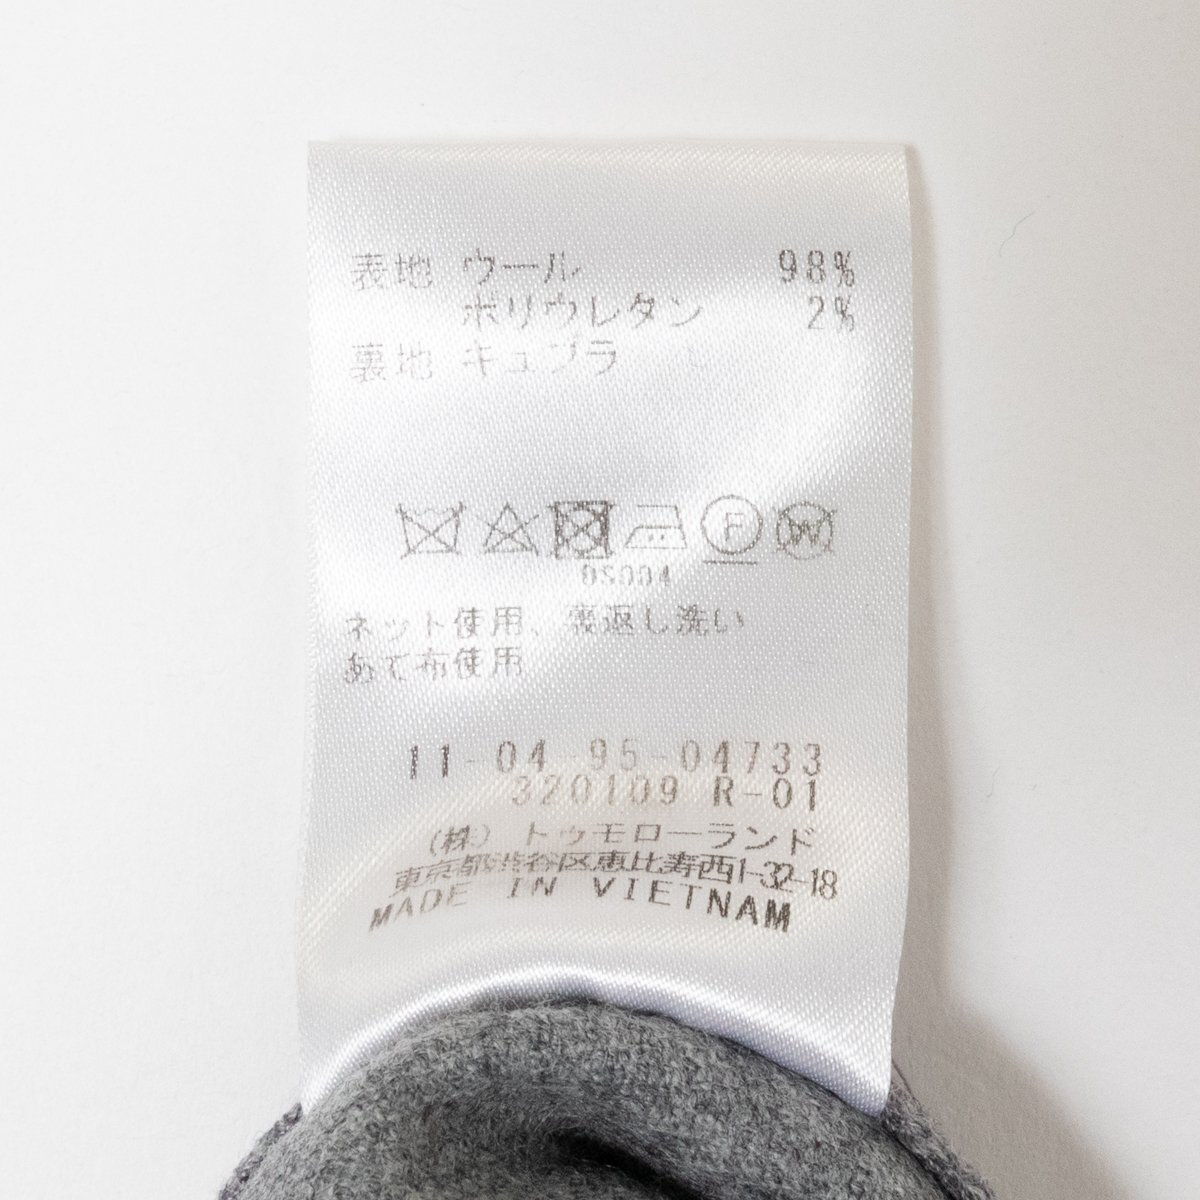 表地 ウール 98%
ポリウレタン 2%
裏地 キュプラ
F W
0S004
ネット使用、裏返し洗い
あて布使用
11-04-95-04733
320109 R-01
(株) トゥモローランド
東京都渋谷区恵比寿西1-32-18
MADE IN VIETNAM